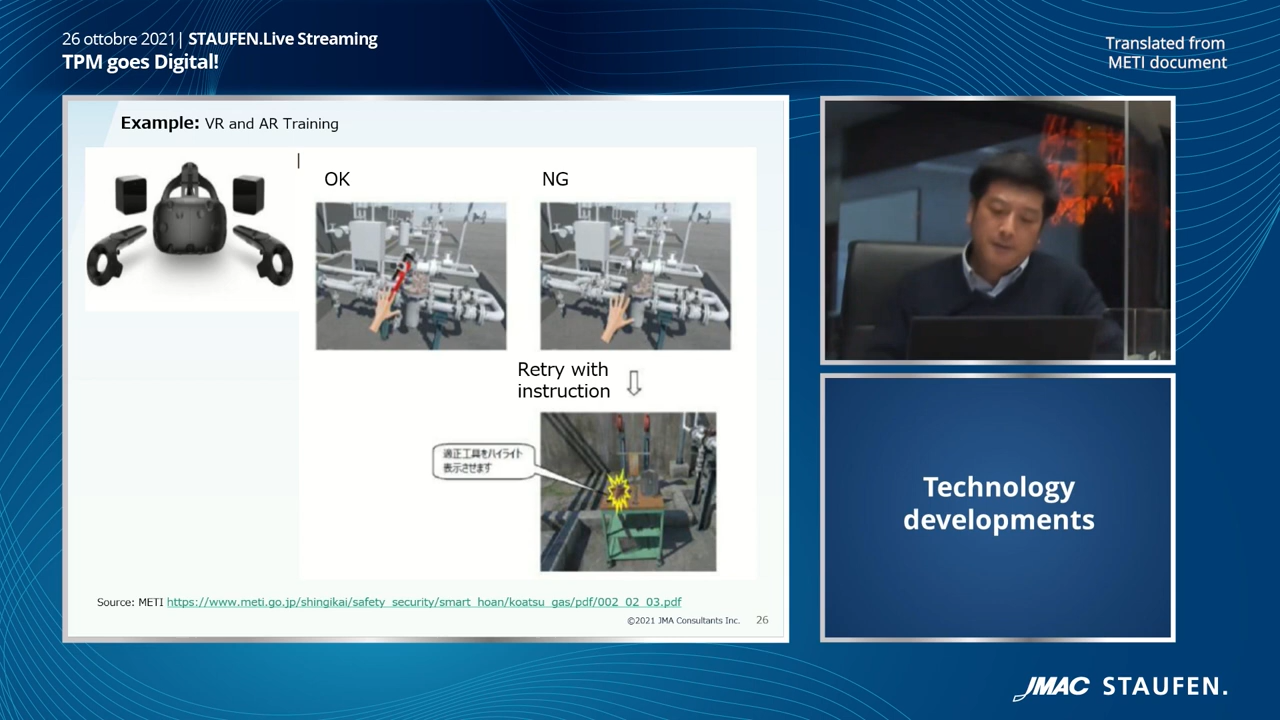 26 ottobre 2021| STAUFEN.Live Streaming
TPM goes Digital!
Translated from
METI document
Example: VR and AR Training
OK
NG
Retry with
instruction
適正工具をハイライト
表示させます
Source: METI https://www.meti.go.jp/shingikai/safety_security/smart_hoan/koatsu_gas/pdf/002_02_03.pdf
©2021 JMA Consultants Inc. 26
Technology
developments
JMAC STAUFEN.